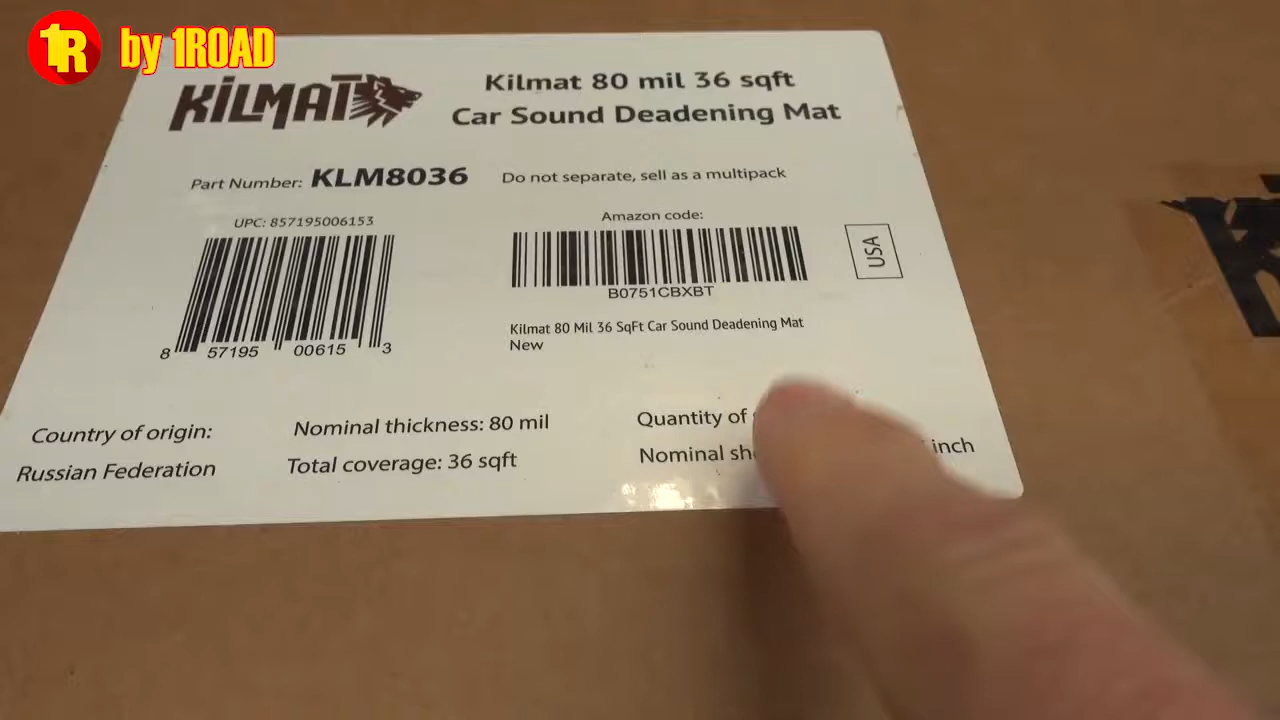 1R by 1ROAD
KILMAT
Kilmat 80 mil 36 sqft
Car Sound Deadening Mat
Part Number: KLM8036
Do not separate, sell as a multipack
UPC: 857195006153
8 57195 00615 3
Amazon code:
B0751CBXBT
USA
Kilmat 80 Mil 36 SqFt Car Sound Deadening Mat
New
Country of origin:
Russian Federation
Nominal thickness: 80 mil
Total coverage: 36 sqft
Quantity of
Nominal inch